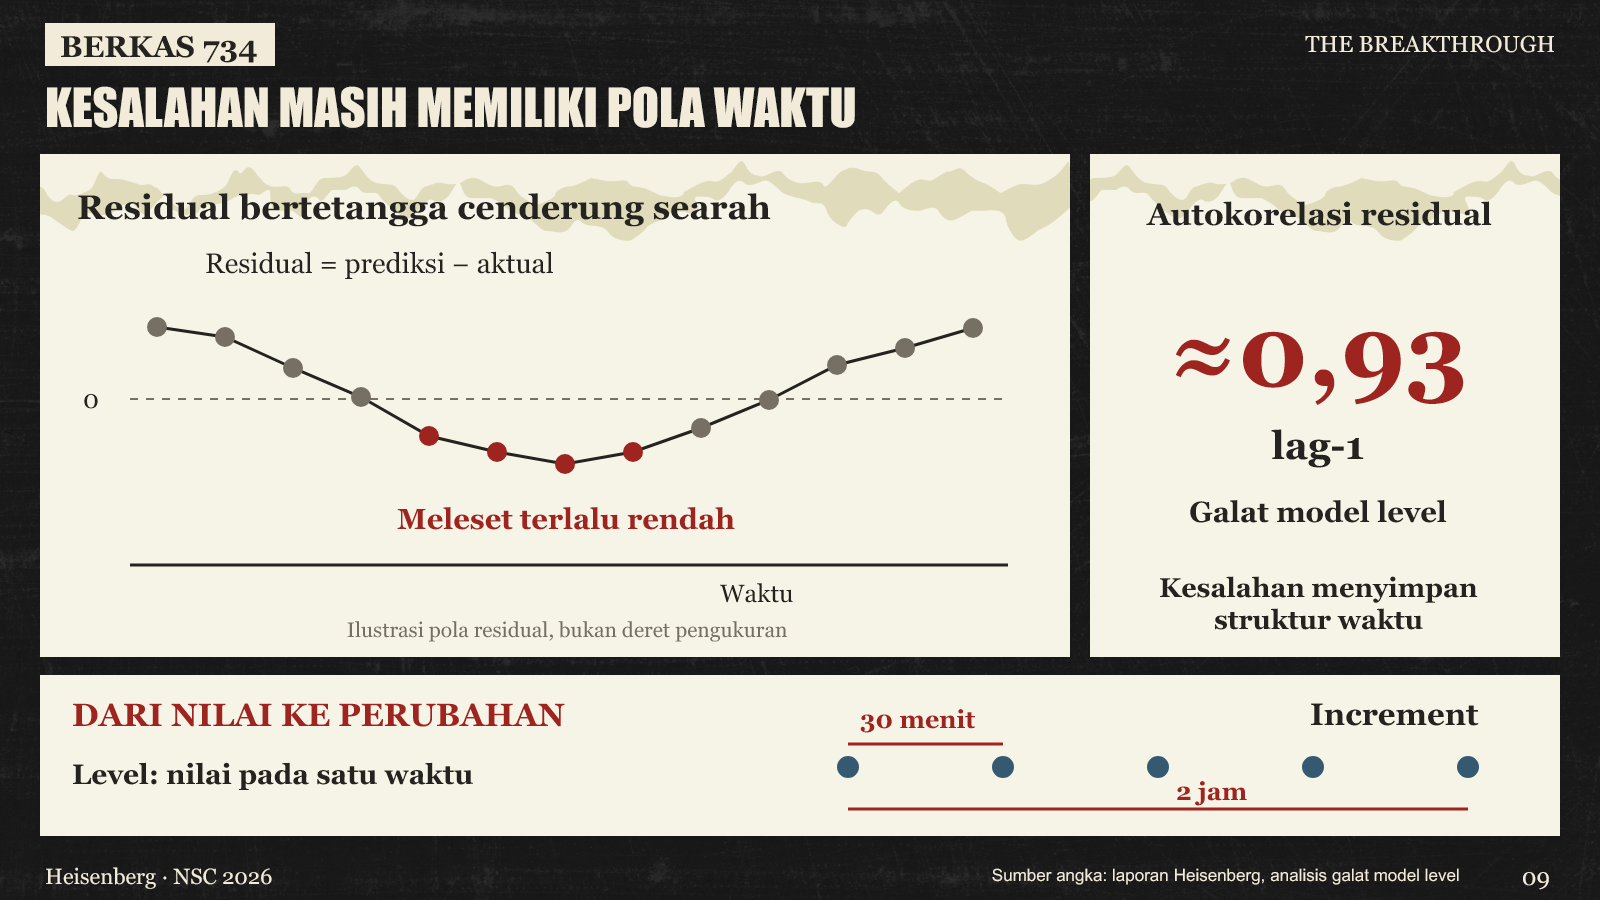 BERKAS 734
THE BREAKTHROUGH
KESALAHAN MASIH MEMILIKI POLA WAKTU
Residual bertetangga cenderung searah
Residual = prediksi – aktual
0
Meleset terlalu rendah
Waktu
Ilustrasi pola residual, bukan deret pengukuran
Autokorelasi residual
≈0,93
lag-1
Galat model level
Kesalahan menyimpan
struktur waktu
DARI NILAI KE PERUBAHAN
Level: nilai pada satu waktu
30 menit
Increment
2 jam
Heisenberg · NSC 2026
Sumber angka: laporan Heisenberg, analisis galat model level
09